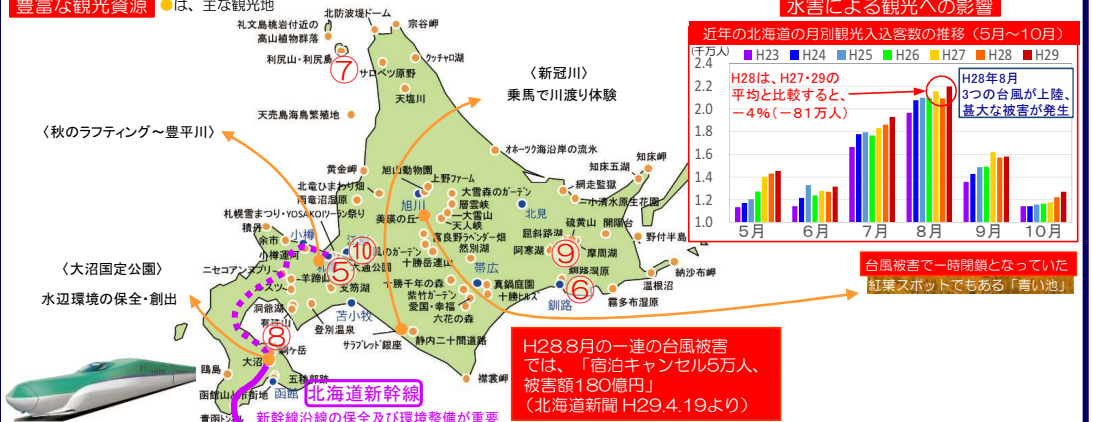 豊富な観光資源 ●は、主な観光地
水害による観光への影響
近年の北海道の月別観光入込客数の推移（5月～10月）
(千万人)
H23 H24 H25 H26 H27 H28 H29
2.4
2.2
2.0
1.8
1.6
1.4
1.2
1.0
H28は、H27・29の
平均と比較すると、
－4%（－81万人）
H28年8月
3つの台風が上陸、
甚大な被害が発生
5月 6月 7月 8月 9月 10月
礼文島桃岩付近の
高山植物群落
北防波堤ドーム
宗谷岬
利尻山・利尻島
⑦
クッチャロ湖
サロベツ原野
天塩川
天売島海鳥繁殖地
〈新冠川〉
乗馬で川渡り体験
〈秋のラフティング～豊平川〉
オホーツク海沿岸の流氷
知床岬
知床五湖
黄金岬
旭山動物園
上野ファーム
網走監獄
北竜ひまわり畑
大雪森のガーデン
小清水原生花園
雨竜沼湿原
旭川
層雲峡
北見
大雪山
硫黄山
開陽台
札幌雪まつり・YOSAKOIソーラン祭り
美瑛の丘
天人峡
積丹
小樽
富良野ラベンダー畑
屈斜路湖
野付半島
余市
⑩
然別湖
阿寒湖
⑨
摩周湖
小樽運河
大通公園
十勝岳連山
ニセコアンヌプリ
⑤
帯広
釧路湿原
納沙布岬
〈大沼国定公園〉
羊蹄山
支笏湖
十勝千年の森
真鍋庭園
⑥
温根沼
水辺環境の保全・創出
紫竹ガーデン
十勝ヒルズ
釧路
霧多布湿原
洞爺湖
苫小牧
愛国・幸福
六花の森
登別温泉
サラブレッド銀座
静内二十間道路
⑧
大沼
襟裳岬
鴎島
五稜郭跡
函館
青函トンネル
北海道新幹線
新幹線沿線の保全及び環境整備が重要
台風被害で一時閉鎖となっていた
紅葉スポットでもある「青い池」
H28.8月の一連の台風被害
では、「宿泊キャンセル5万人、
被害額180億円」
（北海道新聞 H29.4.19より）